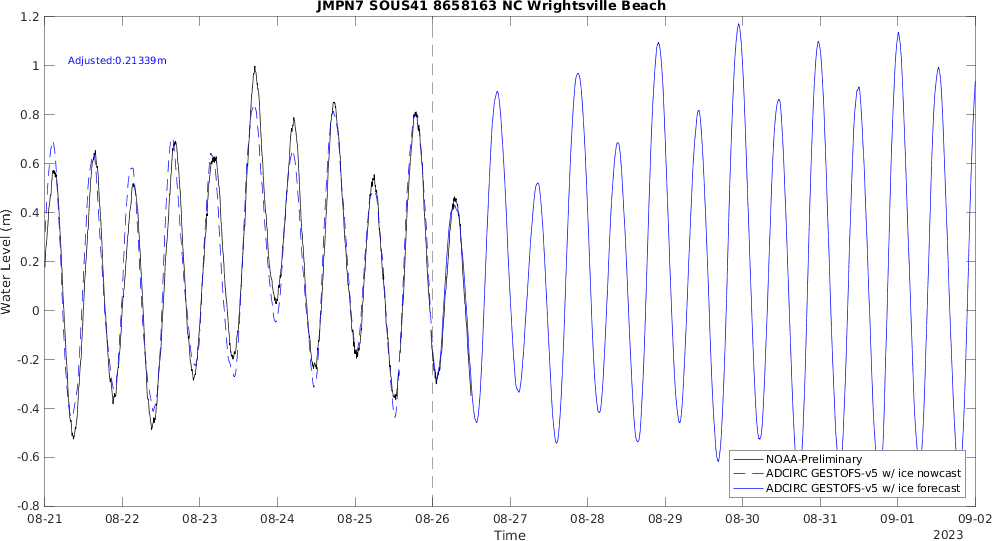 JMPN7 SOUS41 8658163 NC Wrightsville Beach
Adjusted:0.21339m
Water Level (m)
1.2
1
0.8
0.6
0.4
0.2
0
-0.2
-0.4
-0.6
-0.8
NOAA-Preliminary
ADCIRC GESTOFS-v5 w/ ice nowcast
ADCIRC GESTOFS-v5 w/ ice forecast
08-21 08-22 08-23 08-24 08-25 08-26 08-27 08-28 08-29 08-30 08-31 09-01 09-02
Time
2023